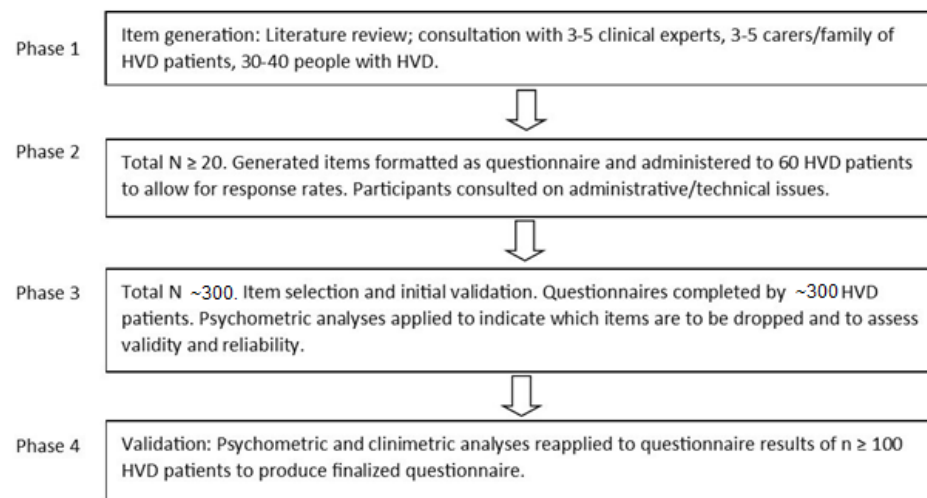 Phase 1
Item generation: Literature review; consultation with 3-5 clinical experts, 3-5 carers/family of
HVD patients, 30-40 people with HVD.
Phase 2
Total N ≥ 20. Generated items formatted as questionnaire and administered to 60 HVD patients
to allow for response rates. Participants consulted on administrative/technical issues.
Phase 3
Total N ~300. Item selection and initial validation. Questionnaires completed by ~300 HVD
patients. Psychometric analyses applied to indicate which items are to be dropped and to assess
validity and reliability.
Phase 4
Validation: Psychometric and clinimetric analyses reapplied to questionnaire results of n ≥ 100
HVD patients to produce finalized questionnaire.